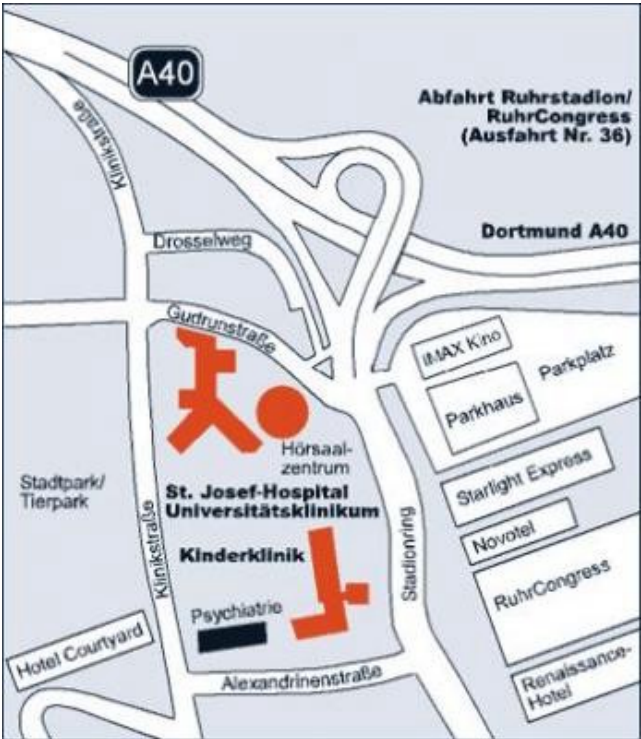 A40
Abfahrt Ruhrstadion/
RuhrCongress
(Ausfahrt Nr. 36)
Klinikstraße
Dortmund A40
Drosselweg
Gudrunstraße
IMAX Kino
Parkplatz
Parkhaus
Hörsaal-
zentrum
Stadtpark/
Tierpark
St. Josef-Hospital
Universitätsklinikum
Starlight Express
Novotel
Klinikstraße
Kinderklinik
Stadionring
RuhrCongress
Psychiatrie
Hotel Courtyard
Alexandrinenstraße
Renaissance-
Hotel